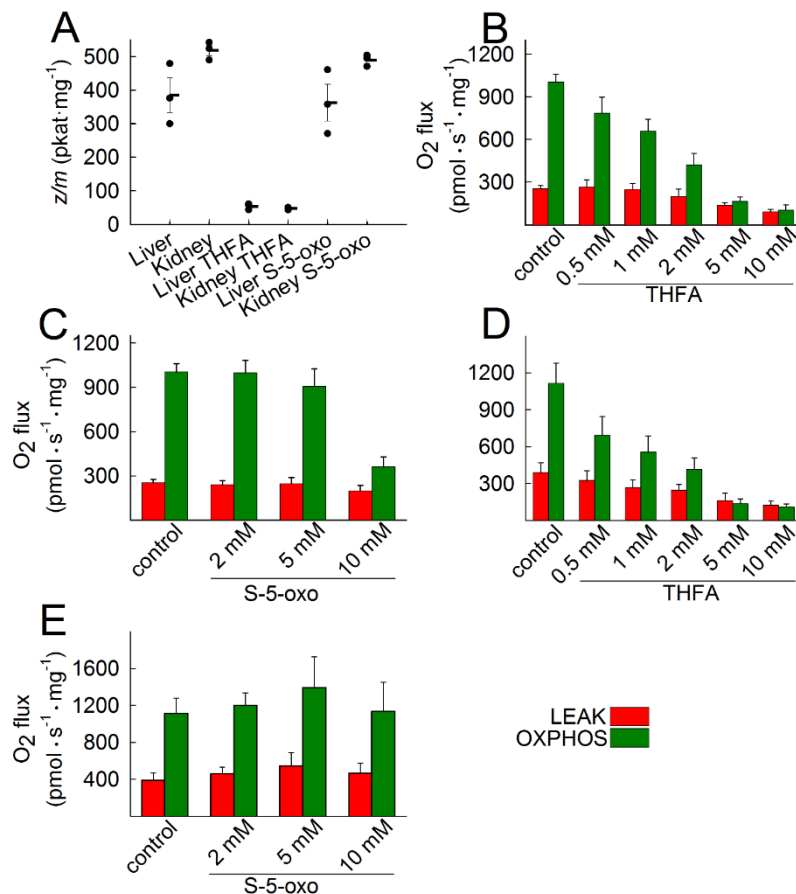 A
z/m (pkat·mg⁻¹)
500
400
300
200
100
0
Liver
Kidney
Liver THFA
Kidney THFA
Liver S-5-oxo
Kidney S-5-oxo
B
O₂ flux
(pmol · s⁻¹ · mg⁻¹)
1200
900
600
300
control
0.5 mM
1 mM
2 mM
5 mM
10 mM
THFA
C
O₂ flux
(pmol · s⁻¹ · mg⁻¹)
1200
900
600
300
control
2 mM
5 mM
10 mM
S-5-oxo
D
O₂ flux
(pmol · s⁻¹ · mg⁻¹)
1200
900
600
300
control
0.5 mM
1 mM
2 mM
5 mM
10 mM
THFA
E
O₂ flux
(pmol · s⁻¹ · mg⁻¹)
1600
1200
800
400
control
2 mM
5 mM
10 mM
S-5-oxo
LEAK
OXPHOS